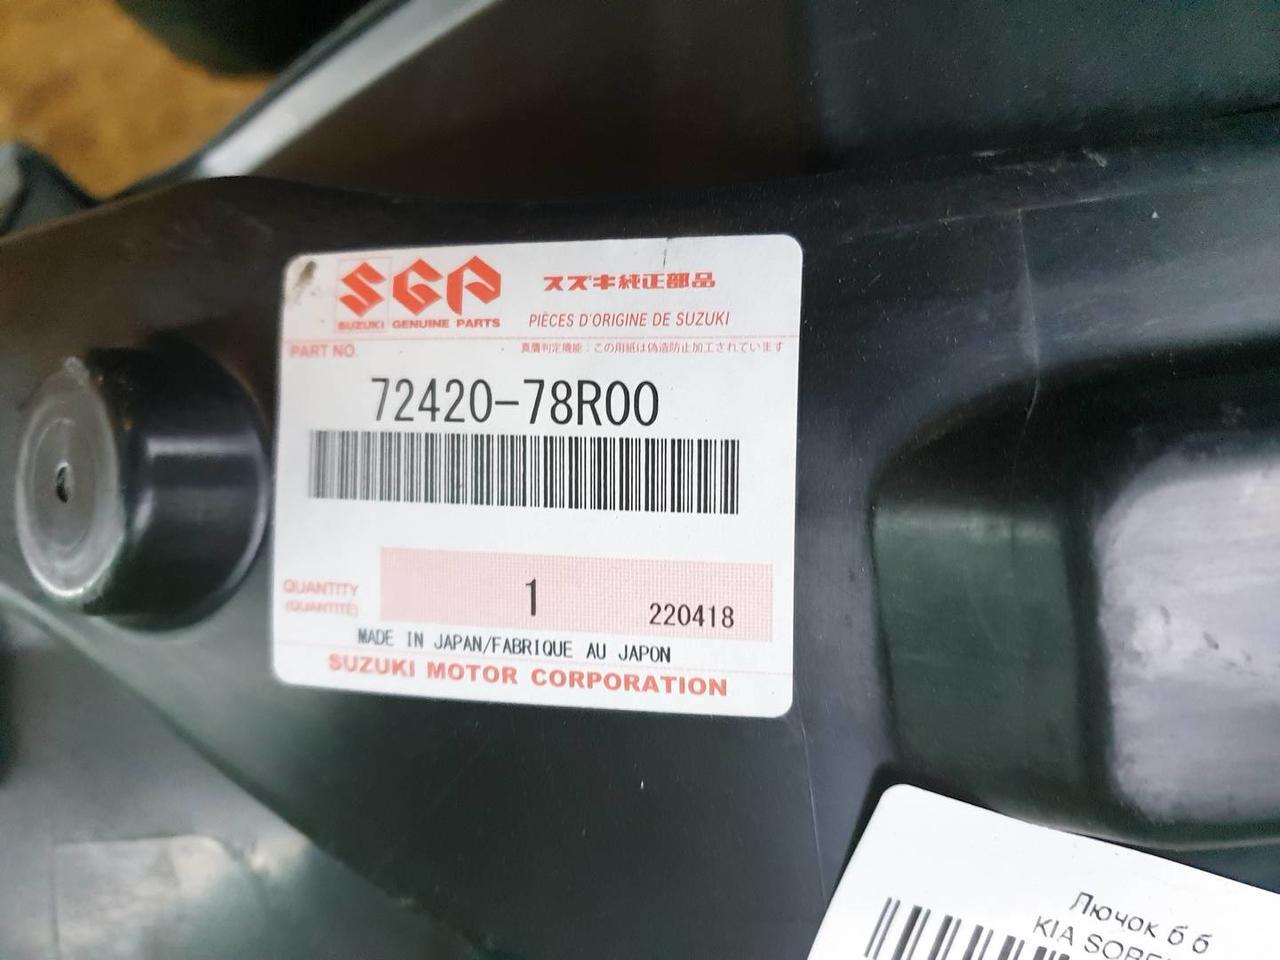 SGP
スズキ純正部品
SUZUKI GENUINE PARTS
PIÈCES D'ORIGINE DE SUZUKI
PART NO.
真贋判定機能：この用紙は偽造防止加工されています
72420-78R00
QUANTITY
(QUANTITÉ)
1
220418
MADE IN JAPAN/FABRIQUE AU JAPON
SUZUKI MOTOR CORPORATION
Лючок б б
KIA